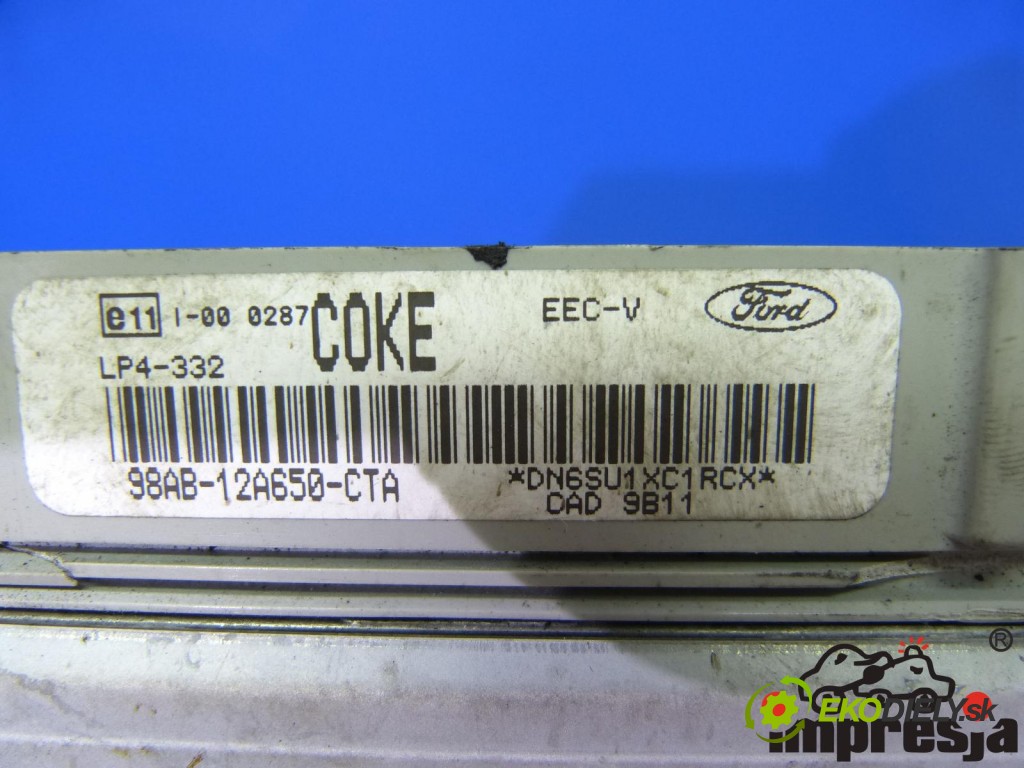 e11 I-00 0287 COKE EEC-V Ford
LP4-332
98AB-12A650-CTA *DN6SU1XC1RCX*
CAD 9B11
®
EKODIELY.sk
impresja